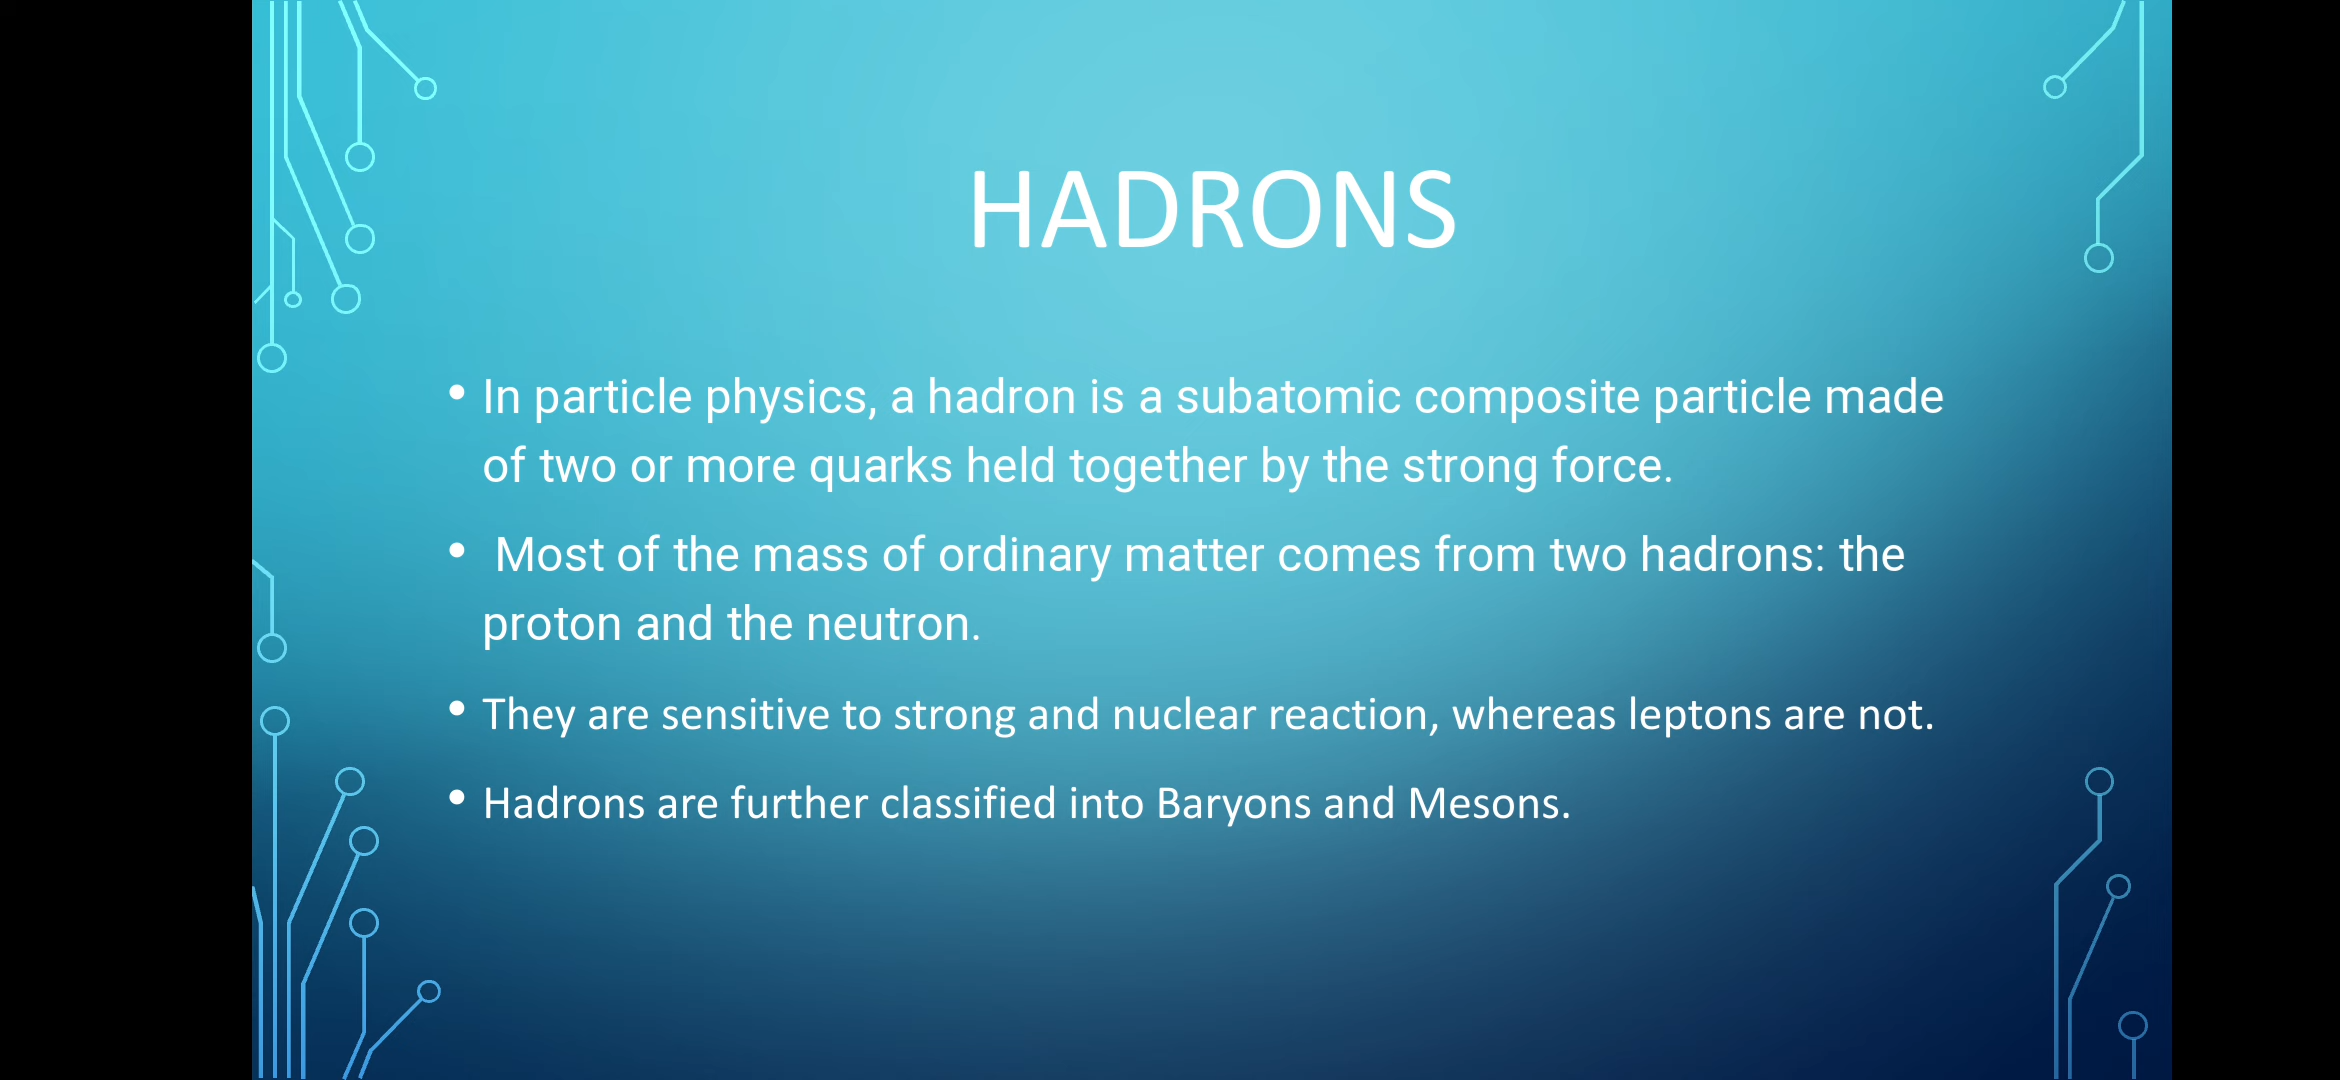 HADRONS
• In particle physics, a hadron is a subatomic composite particle made
of two or more quarks held together by the strong force.
• Most of the mass of ordinary matter comes from two hadrons: the
proton and the neutron.
• They are sensitive to strong and nuclear reaction, whereas leptons are not.
• Hadrons are further classified into Baryons and Mesons.